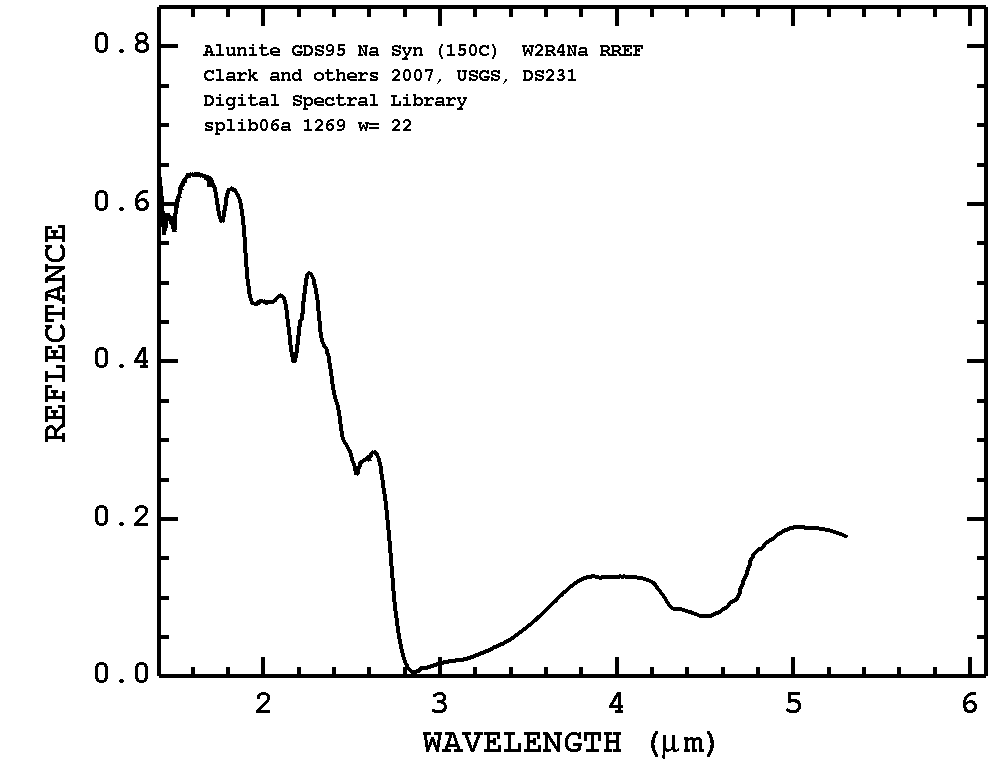 Alunite GDS95 Na Syn (150C)  W2R4Na RREF
Clark and others 2007, USGS, DS231
Digital Spectral Library
splib06a 1269 w= 22
0.8
0.6
0.4
0.2
0.0
REFLECTANCE
2 3 4 5 6
WAVELENGTH (μm)